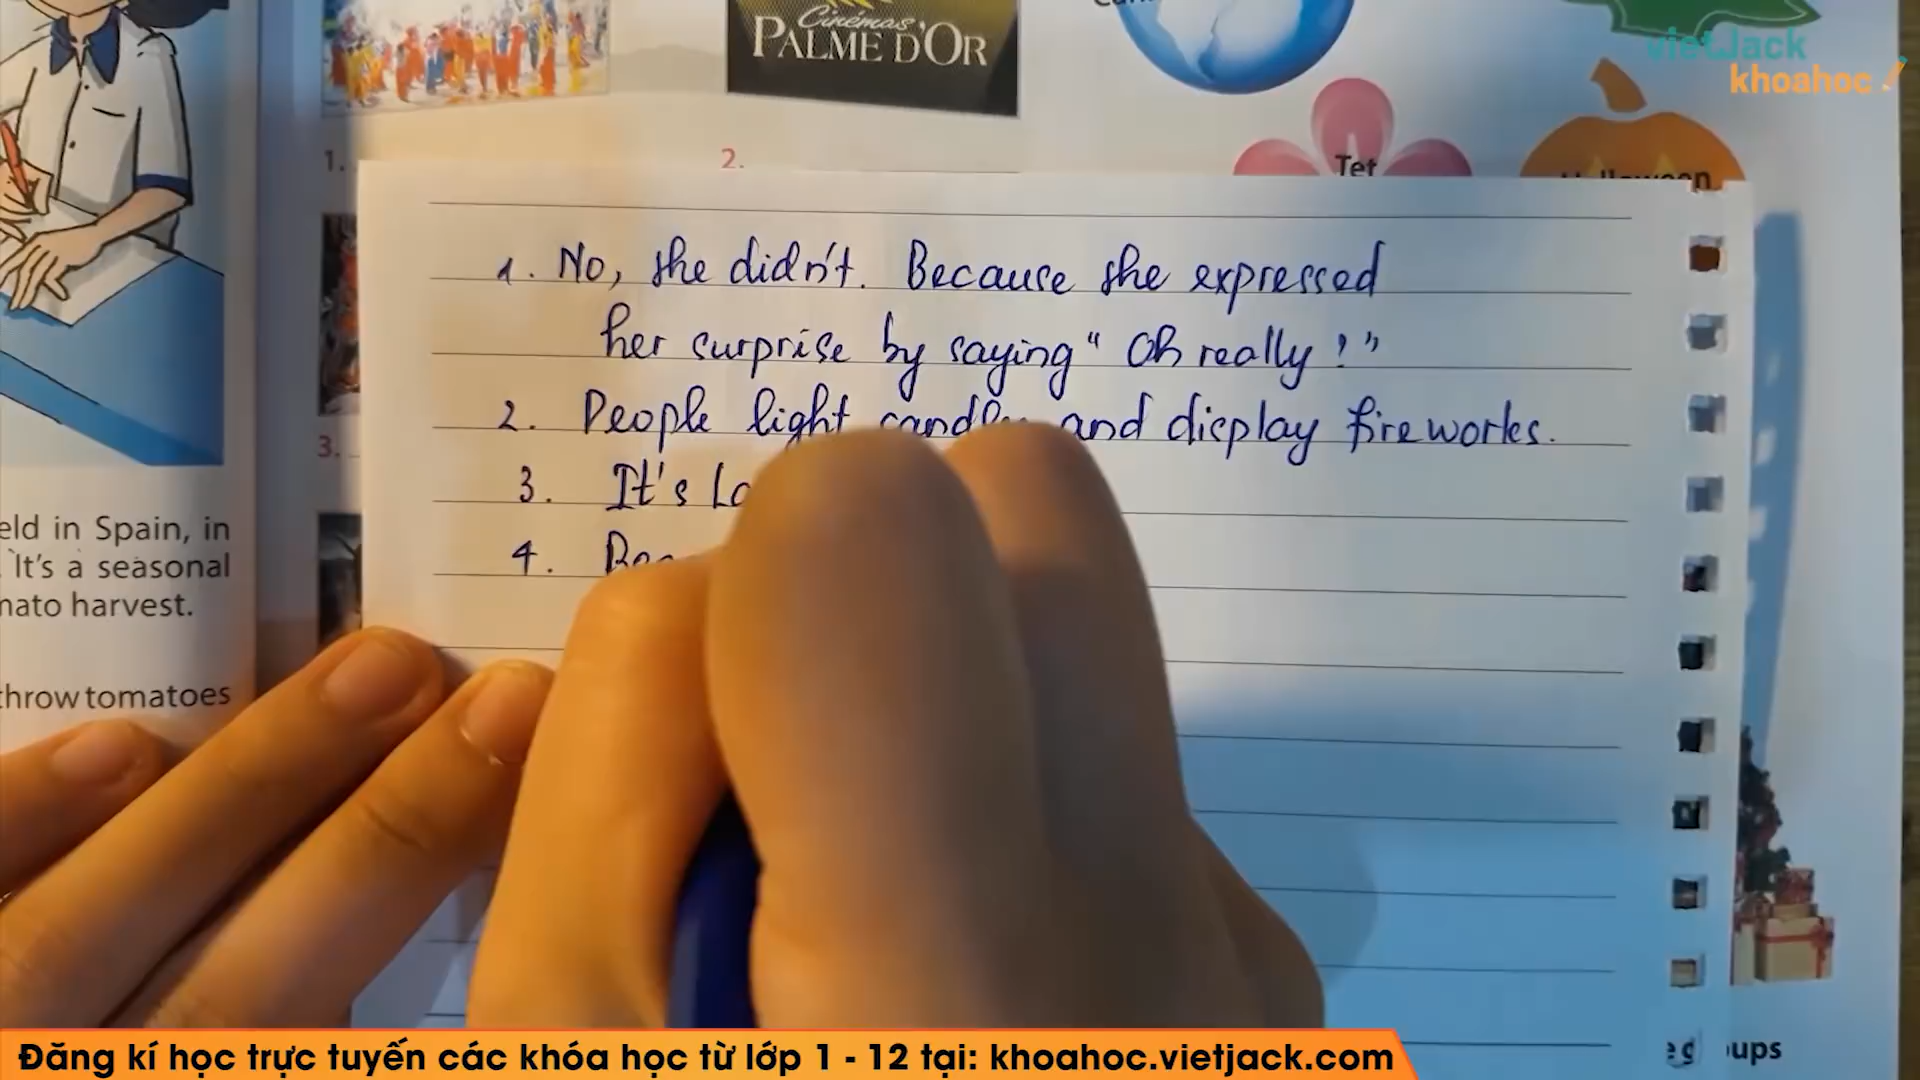 Cinémas
PALME D'OR
vietJack
khoahoc !
Tet
1.
2.
1. No, she didn't. Because she expressed
her surprise by saying "Oh really!"
2. People light and display fireworks.
3. It's
4.
3.
eld in Spain, in
It's a seasonal
mato harvest.
throw tomatoes
Đăng kí học trực tuyến các khóa học từ lớp 1 - 12 tại: khoahoc.vietjack.com